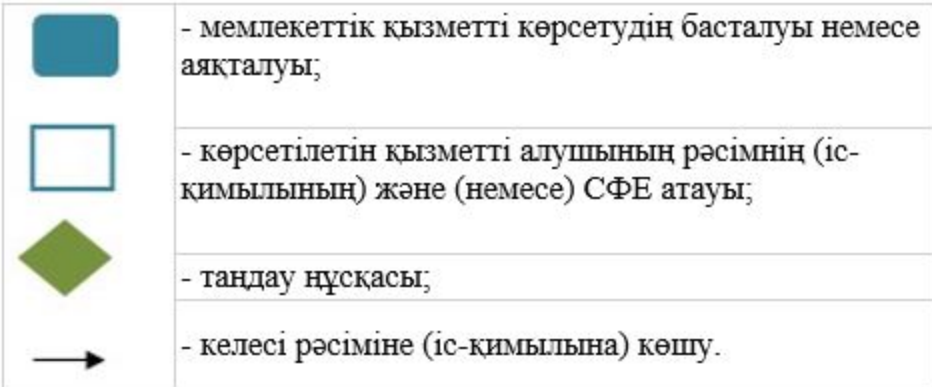 - мемлекеттік қызметті көрсетудің басталуы немесе
аяқталуы;
- көрсетілетін қызметті алушының рәсімнің (іс-
қимылының) және (немесе) СФЕ атауы;
- таңдау нұсқасы;
- келесі рәсіміне (іс-қимылына) көшу.